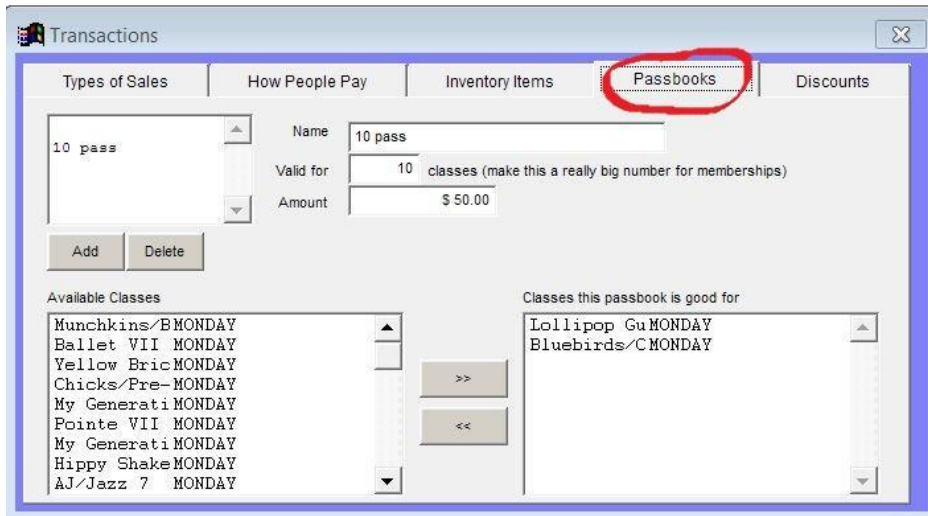 Transactions
Types of Sales How People Pay Inventory Items Passbooks Discounts
10 pass
Name 10 pass
Valid for 10 classes (make this a really big number for memberships)
Amount $ 50.00
Add Delete
Available Classes
Munchkins/BMONDAY
Ballet VII MONDAY
Yellow BricMONDAY
Chicks/Pre-MONDAY
My GeneratiMONDAY
Pointe VII MONDAY
My GeneratiMONDAY
Hippy ShakeMONDAY
AJ/Jazz 7 MONDAY
>>
<<
Classes this passbook is good for
Lollipop GuMONDAY
Bluebirds/CMONDAY